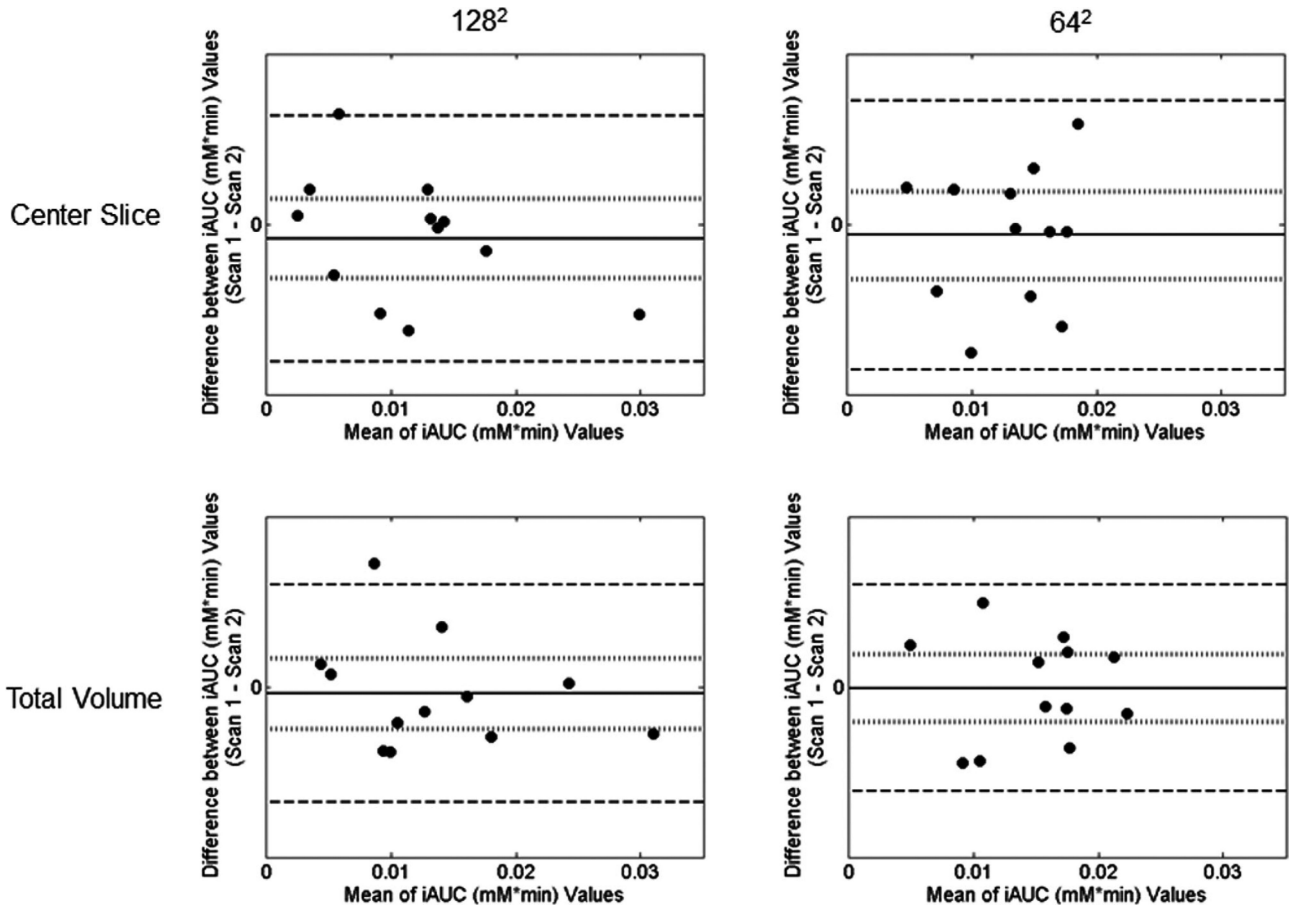 128²
64²
Center Slice
Difference between iAUC (mM*min) Values
(Scan 1 - Scan 2)
0
0 0.01 0.02 0.03
Mean of iAUC (mM*min) Values
Difference between iAUC (mM*min) Values
(Scan 1 - Scan 2)
0
0 0.01 0.02 0.03
Mean of iAUC (mM*min) Values
Total Volume
Difference between iAUC (mM*min) Values
(Scan 1 - Scan 2)
0
0 0.01 0.02 0.03
Mean of iAUC (mM*min) Values
Difference between iAUC (mM*min) Values
(Scan 1 - Scan 2)
0
0 0.01 0.02 0.03
Mean of iAUC (mM*min) Values